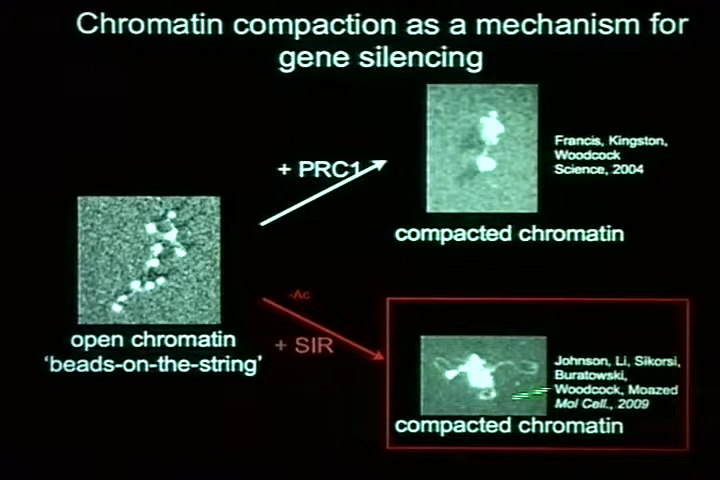 Chromatin compaction as a mechanism for
gene silencing
+ PRC1
Francis, Kingston,
Woodcock
Science, 2004
compacted chromatin
-Ac
+ SIR
open chromatin
'beads-on-the-string'
Johnson, Li, Sikorsi,
Buratowski,
Woodcock, Moazed
Mol Cell., 2009
compacted chromatin